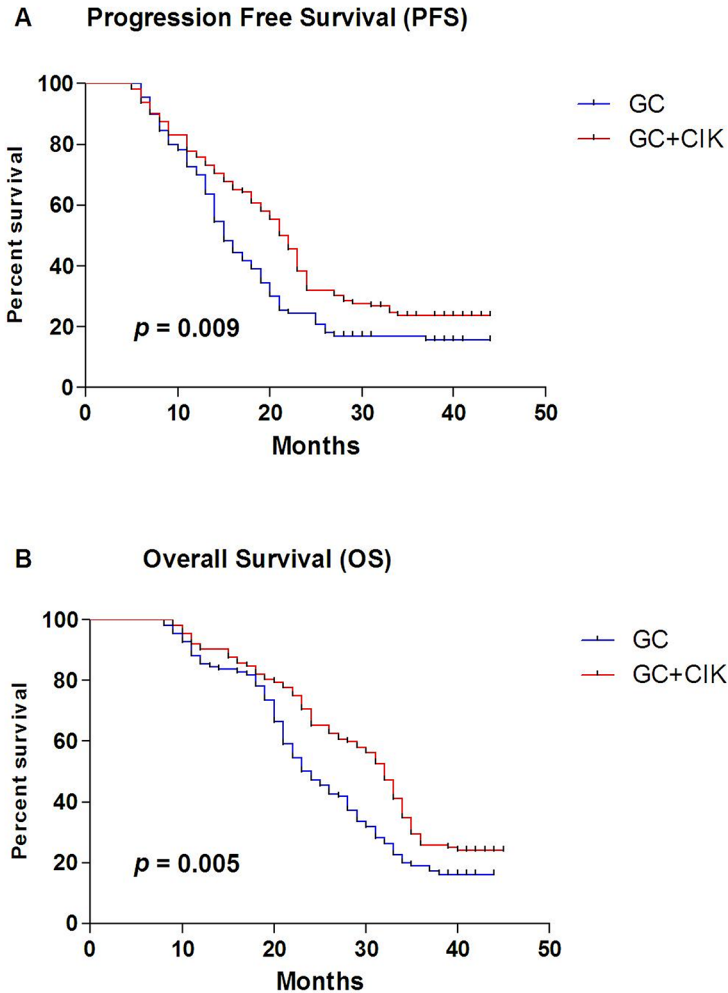 A Progression Free Survival (PFS)
100
80
60
40
20
0
Percent survival
p = 0.009
GC
GC+CIK
0 10 20 30 40 50
Months
B Overall Survival (OS)
100
80
60
40
20
0
Percent survival
p = 0.005
GC
GC+CIK
0 10 20 30 40 50
Months